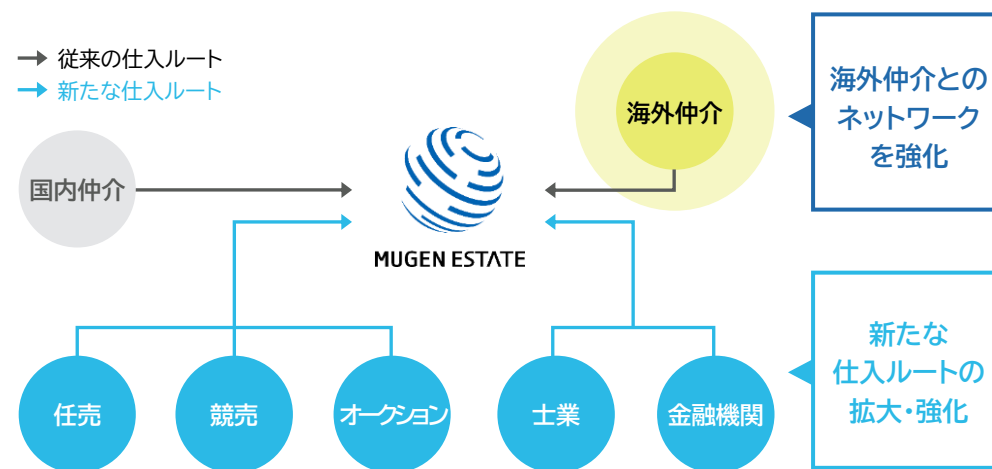 従来の仕入ルート
新たな仕入ルート
海外仲介
海外仲介との
ネットワーク
を強化
国内仲介
MUGEN ESTATE
新たな
仕入ルートの
拡大・強化
任売
競売
オークション
士業
金融機関